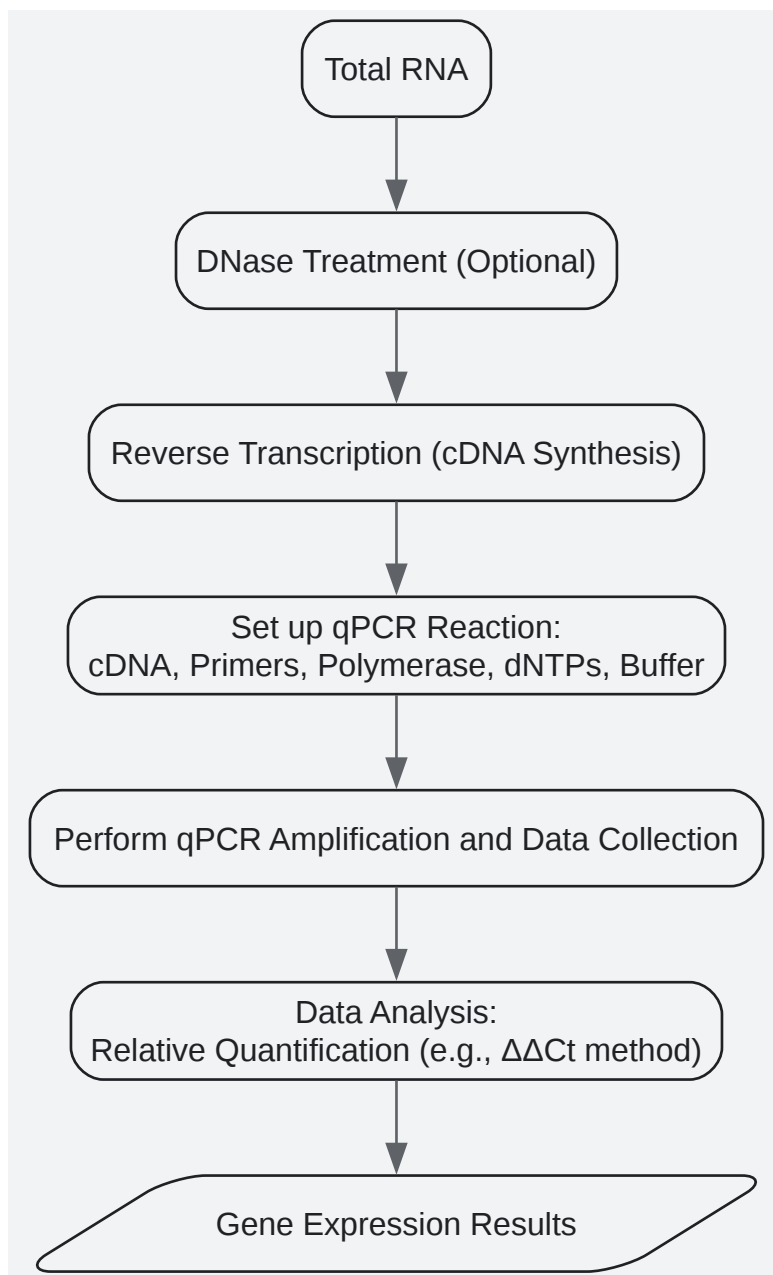 Total RNA
DNase Treatment (Optional)
Reverse Transcription (cDNA Synthesis)
Set up qPCR Reaction:
cDNA, Primers, Polymerase, dNTPs, Buffer
Perform qPCR Amplification and Data Collection
Data Analysis:
Relative Quantification (e.g., ΔΔCt method)
Gene Expression Results